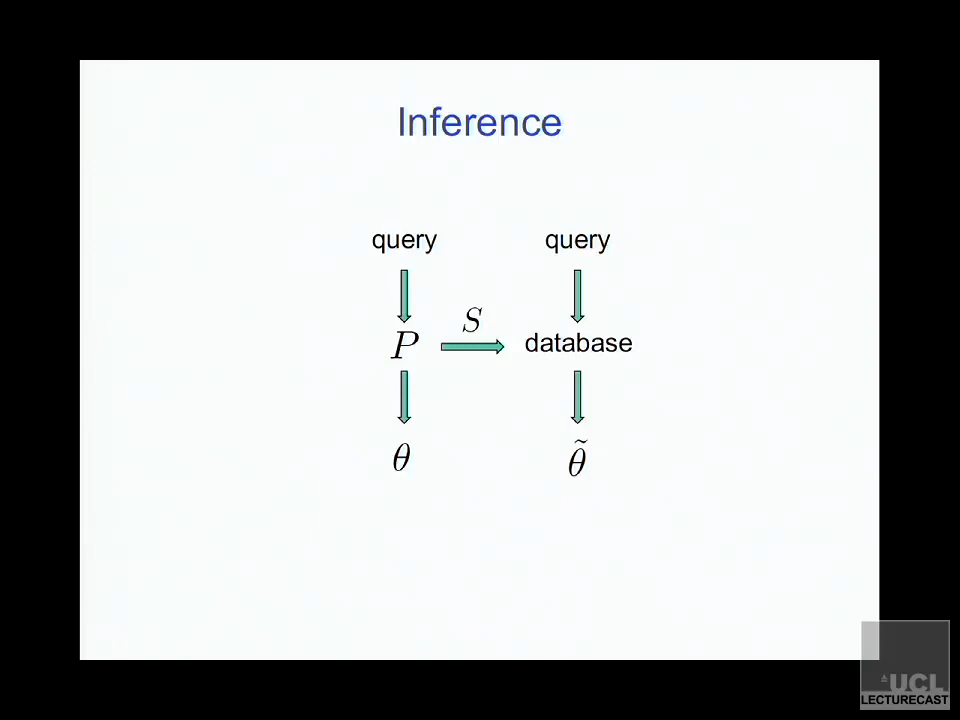 Inference
query query
S
P database
θ θ̃
UCL
LECTURECAST